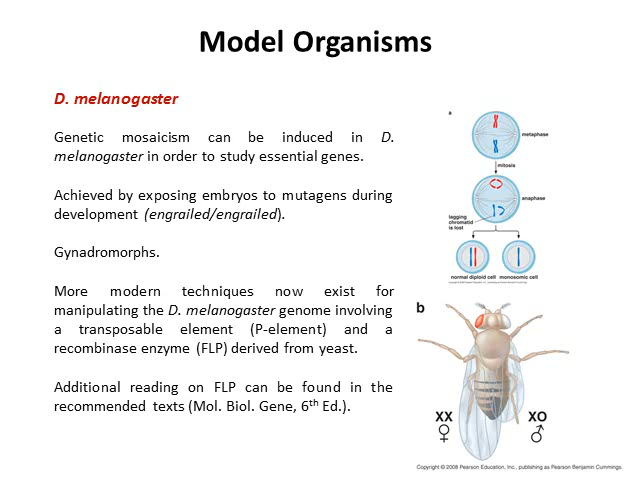 Model Organisms
D. melanogaster
Genetic mosaicism can be induced in D.
melanogaster in order to study essential genes.
Achieved by exposing embryos to mutagens during
development (engrailed/engrailed).
Gynadromorphs.
More modern techniques now exist for
manipulating the D. melanogaster genome involving
a transposable element (P-element) and a
recombinase enzyme (FLP) derived from yeast.
Additional reading on FLP can be found in the
recommended texts (Mol. Biol. Gene, 6th Ed.).
a
metaphase
mitosis
anaphase
lagging
chromatid
is lost
normal diploid cell monosomic cell
b
XX XO
♀ ♂
Copyright © 2008 Pearson Education, Inc., publishing as Pearson Benjamin Cummings.